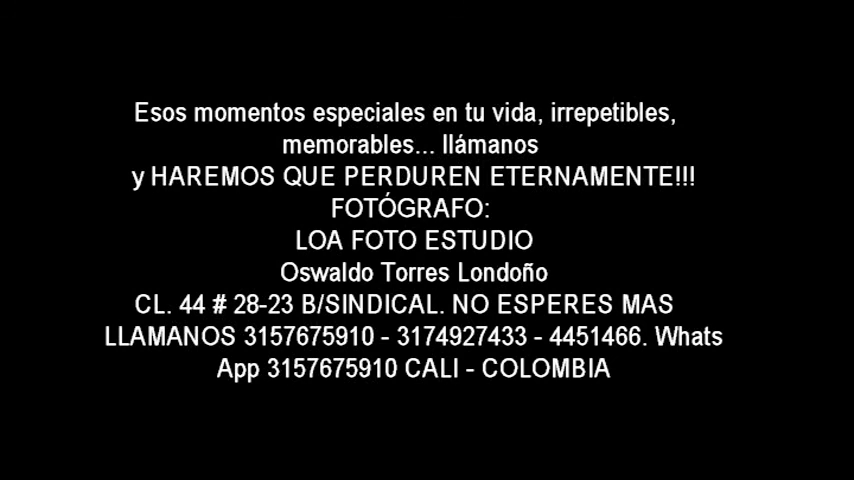 Esos momentos especiales en tu vida, irrepetibles,
memorables... llámanos
y HAREMOS QUE PERDUREN ETERNAMENTE!!!
FOTÓGRAFO:
LOA FOTO ESTUDIO
Oswaldo Torres Londoño
CL. 44 # 28-23 B/SINDICAL. NO ESPERES MAS
LLAMANOS 3157675910 - 3174927433 - 4451466. Whats
App 3157675910 CALI - COLOMBIA